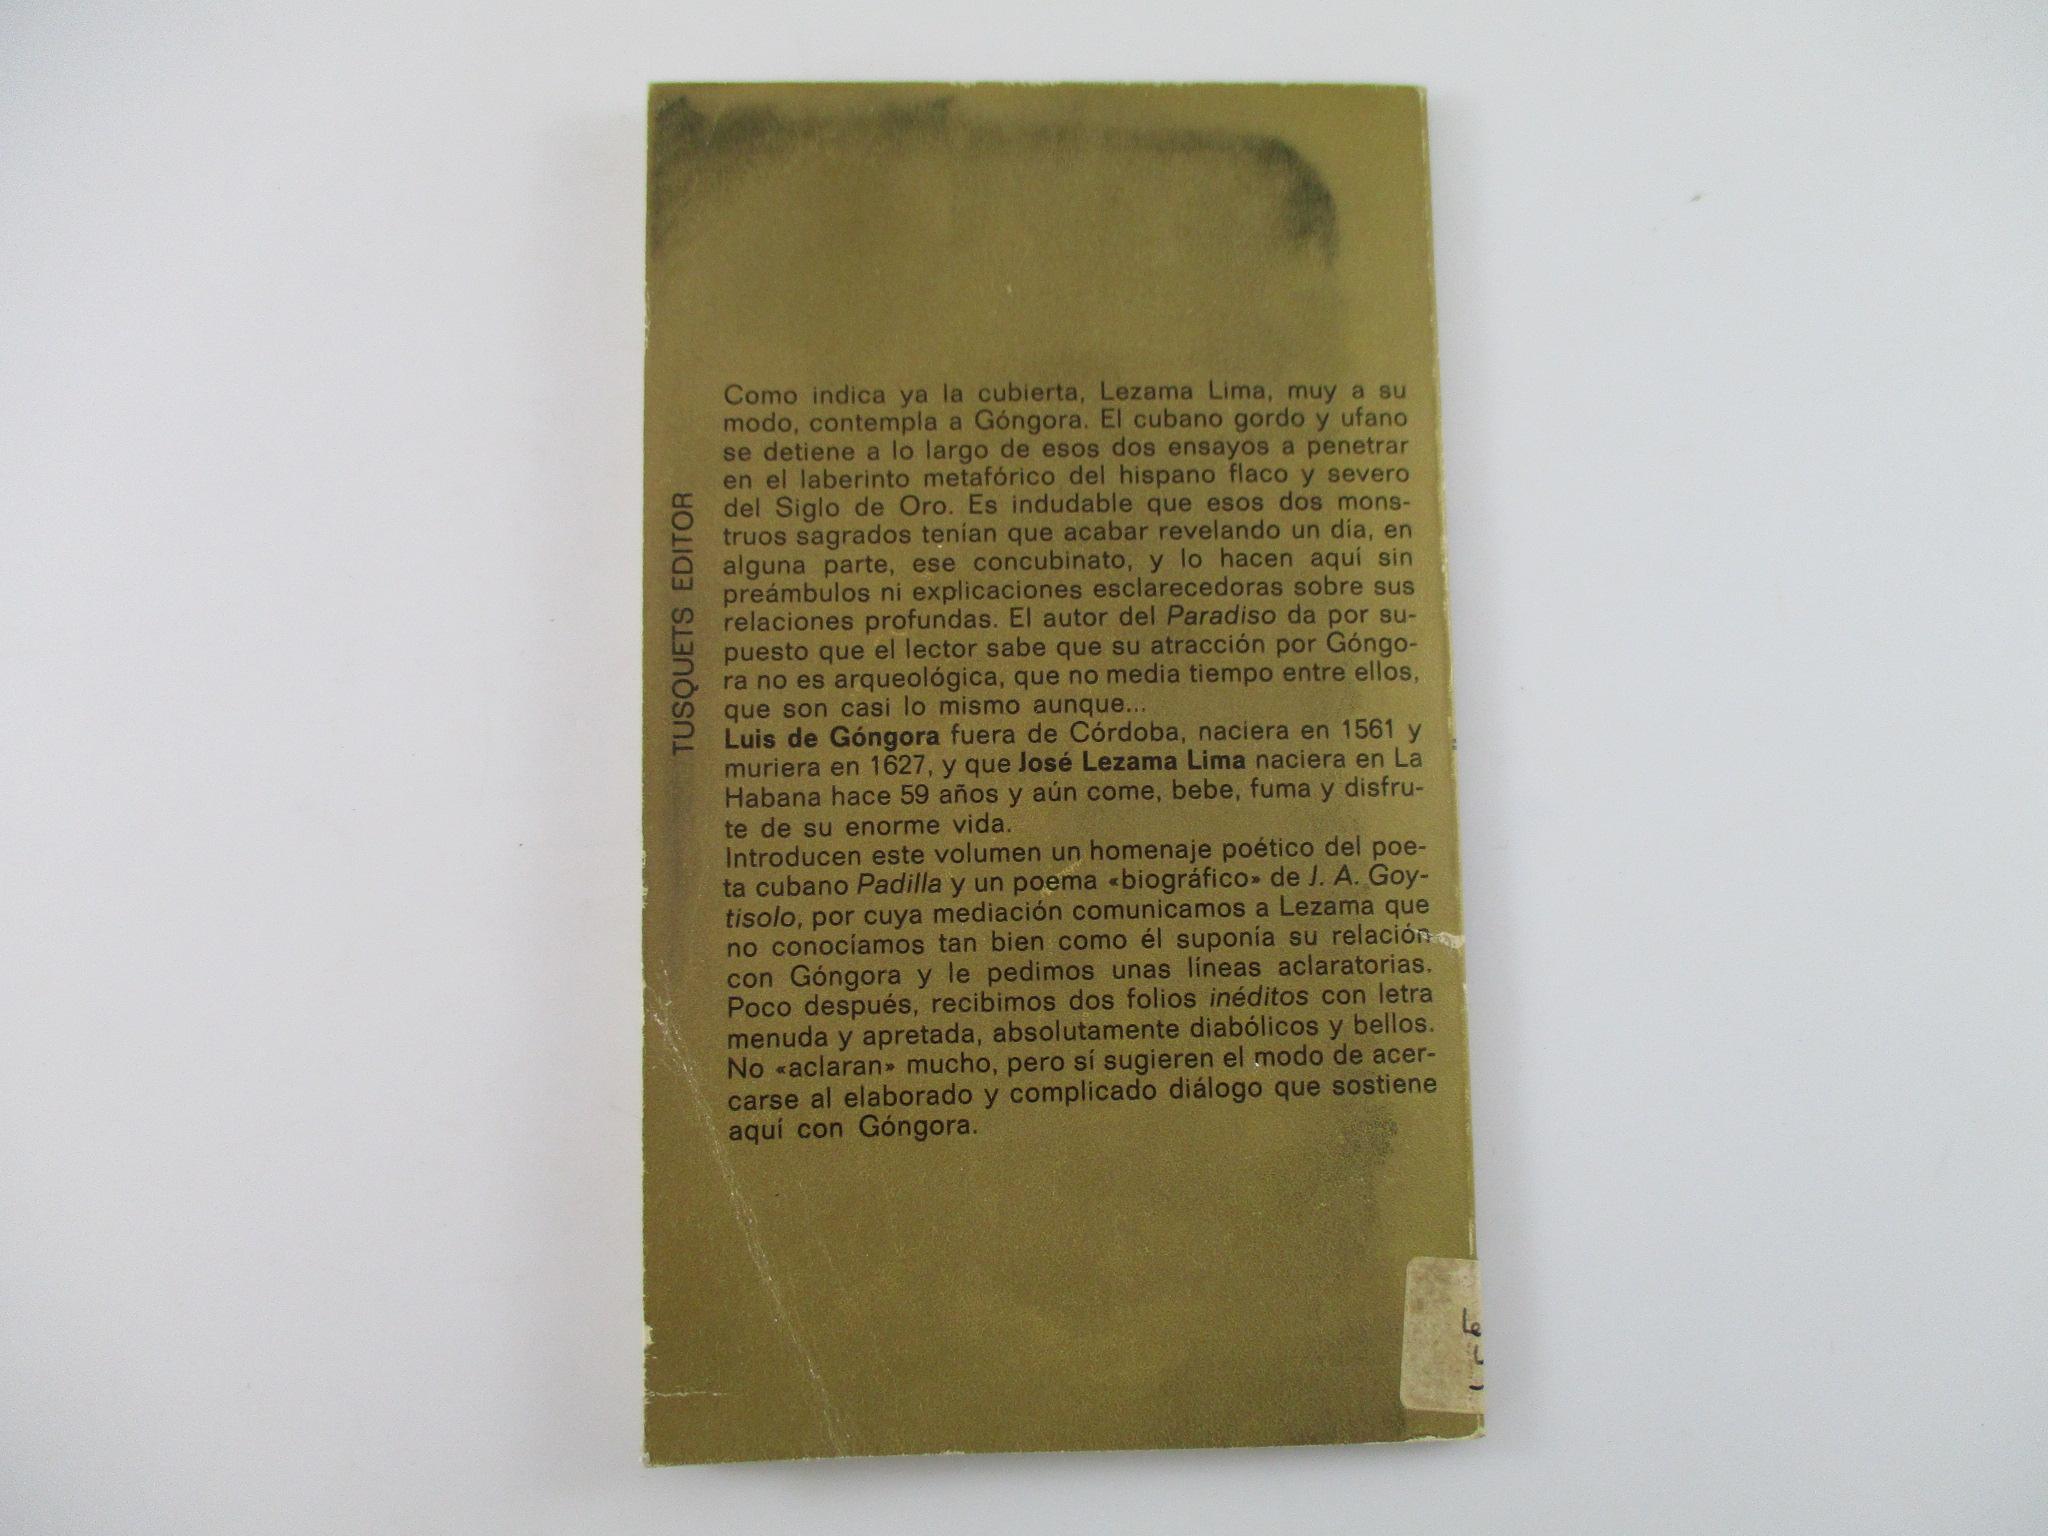 TUSQUETS EDITOR
Como indica ya la cubierta, Lezama Lima, muy a su
modo, contempla a Góngora. El cubano gordo y ufano
se detiene a lo largo de esos dos ensayos a penetrar
en el laberinto metafórico del hispano flaco y severo
del Siglo de Oro. Es indudable que esos dos mons-
truos sagrados tenían que acabar revelando un día, en
alguna parte, ese concubinato, y lo hacen aquí sin
preámbulos ni explicaciones esclarecedoras sobre sus
relaciones profundas. El autor del Paradiso da por su-
puesto que el lector sabe que su atracción por Góngo-
ra no es arqueológica, que no media tiempo entre ellos,
que son casi lo mismo aunque...
Luis de Góngora fuera de Córdoba, naciera en 1561 y
muriera en 1627, y que José Lezama Lima naciera en La
Habana hace 59 años y aún come, bebe, fuma y disfru-
te de su enorme vida.
Introducen este volumen un homenaje poético del poe-
ta cubano Padilla y un poema «biográfico» de J. A. Goy-
tisolo, por cuya mediación comunicamos a Lezama que
no conocíamos tan bien como él suponía su relación
con Góngora y le pedimos unas líneas aclaratorias.
Poco después, recibimos dos folios inéditos con letra
menuda y apretada, absolutamente diabólicos y bellos.
No «aclaran» mucho, pero sí sugieren el modo de acer-
carse al elaborado y complicado diálogo que sostiene
aquí con Góngora.